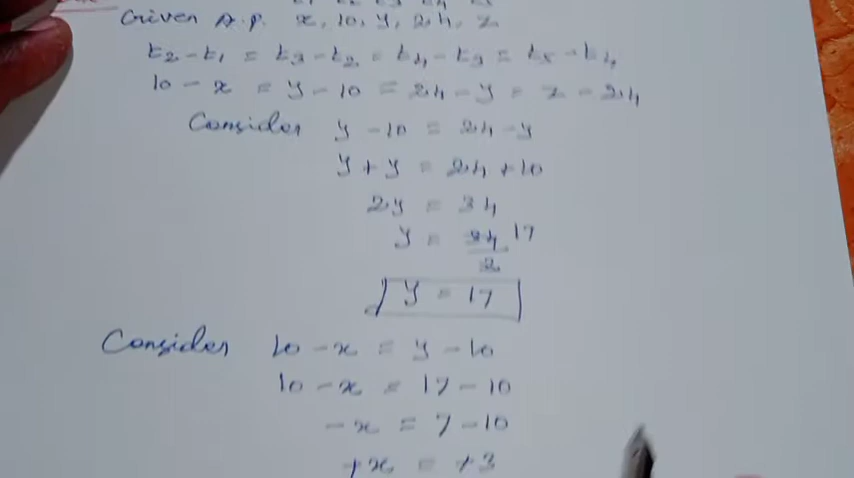 Given A.P. x, 10, y, 24, z
t2 - t1 = t3 - t2 = t4 - t3 = t5 - t4
10 - x = y - 10 = 24 - y = z - 24
Consider y - 10 = 24 - y
y + y = 24 + 10
2y = 34
y = 34/2 17
y = 17
Consider 10 - x = y - 10
10 - x = 17 - 10
- x = 7 - 10
+x = +3